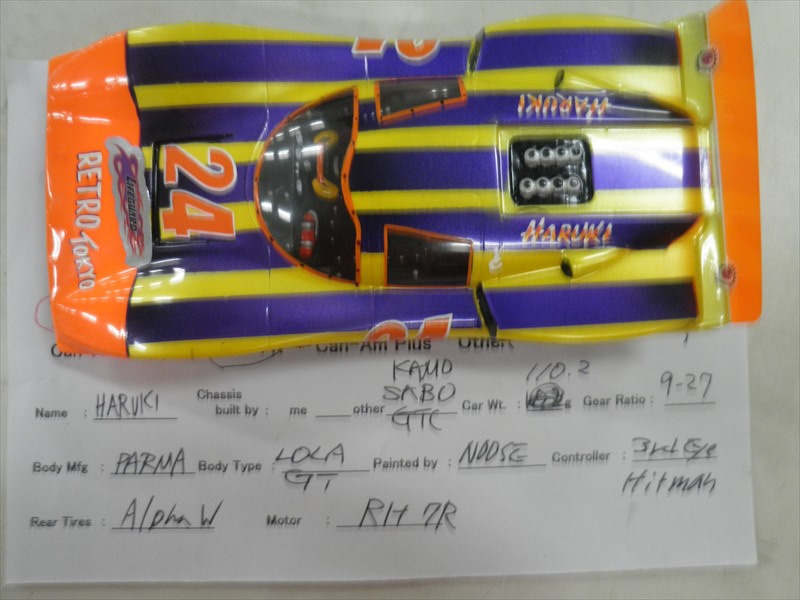 HARUKI
24
LIFEGUARD
RETRO TOKYO
HARUKI
Can-Am Plus Other(
Name : HARUKI Chassis built by : me other KAMO SABO GTC Car Wt. : 110.2 g Gear Ratio : 9-27
Body Mfg : PARMA Body Type : LOLA GT Painted by : NOOSE Controller : 3rd Eye Hitman
Rear Tires : Alpha W Motor : RH 7R